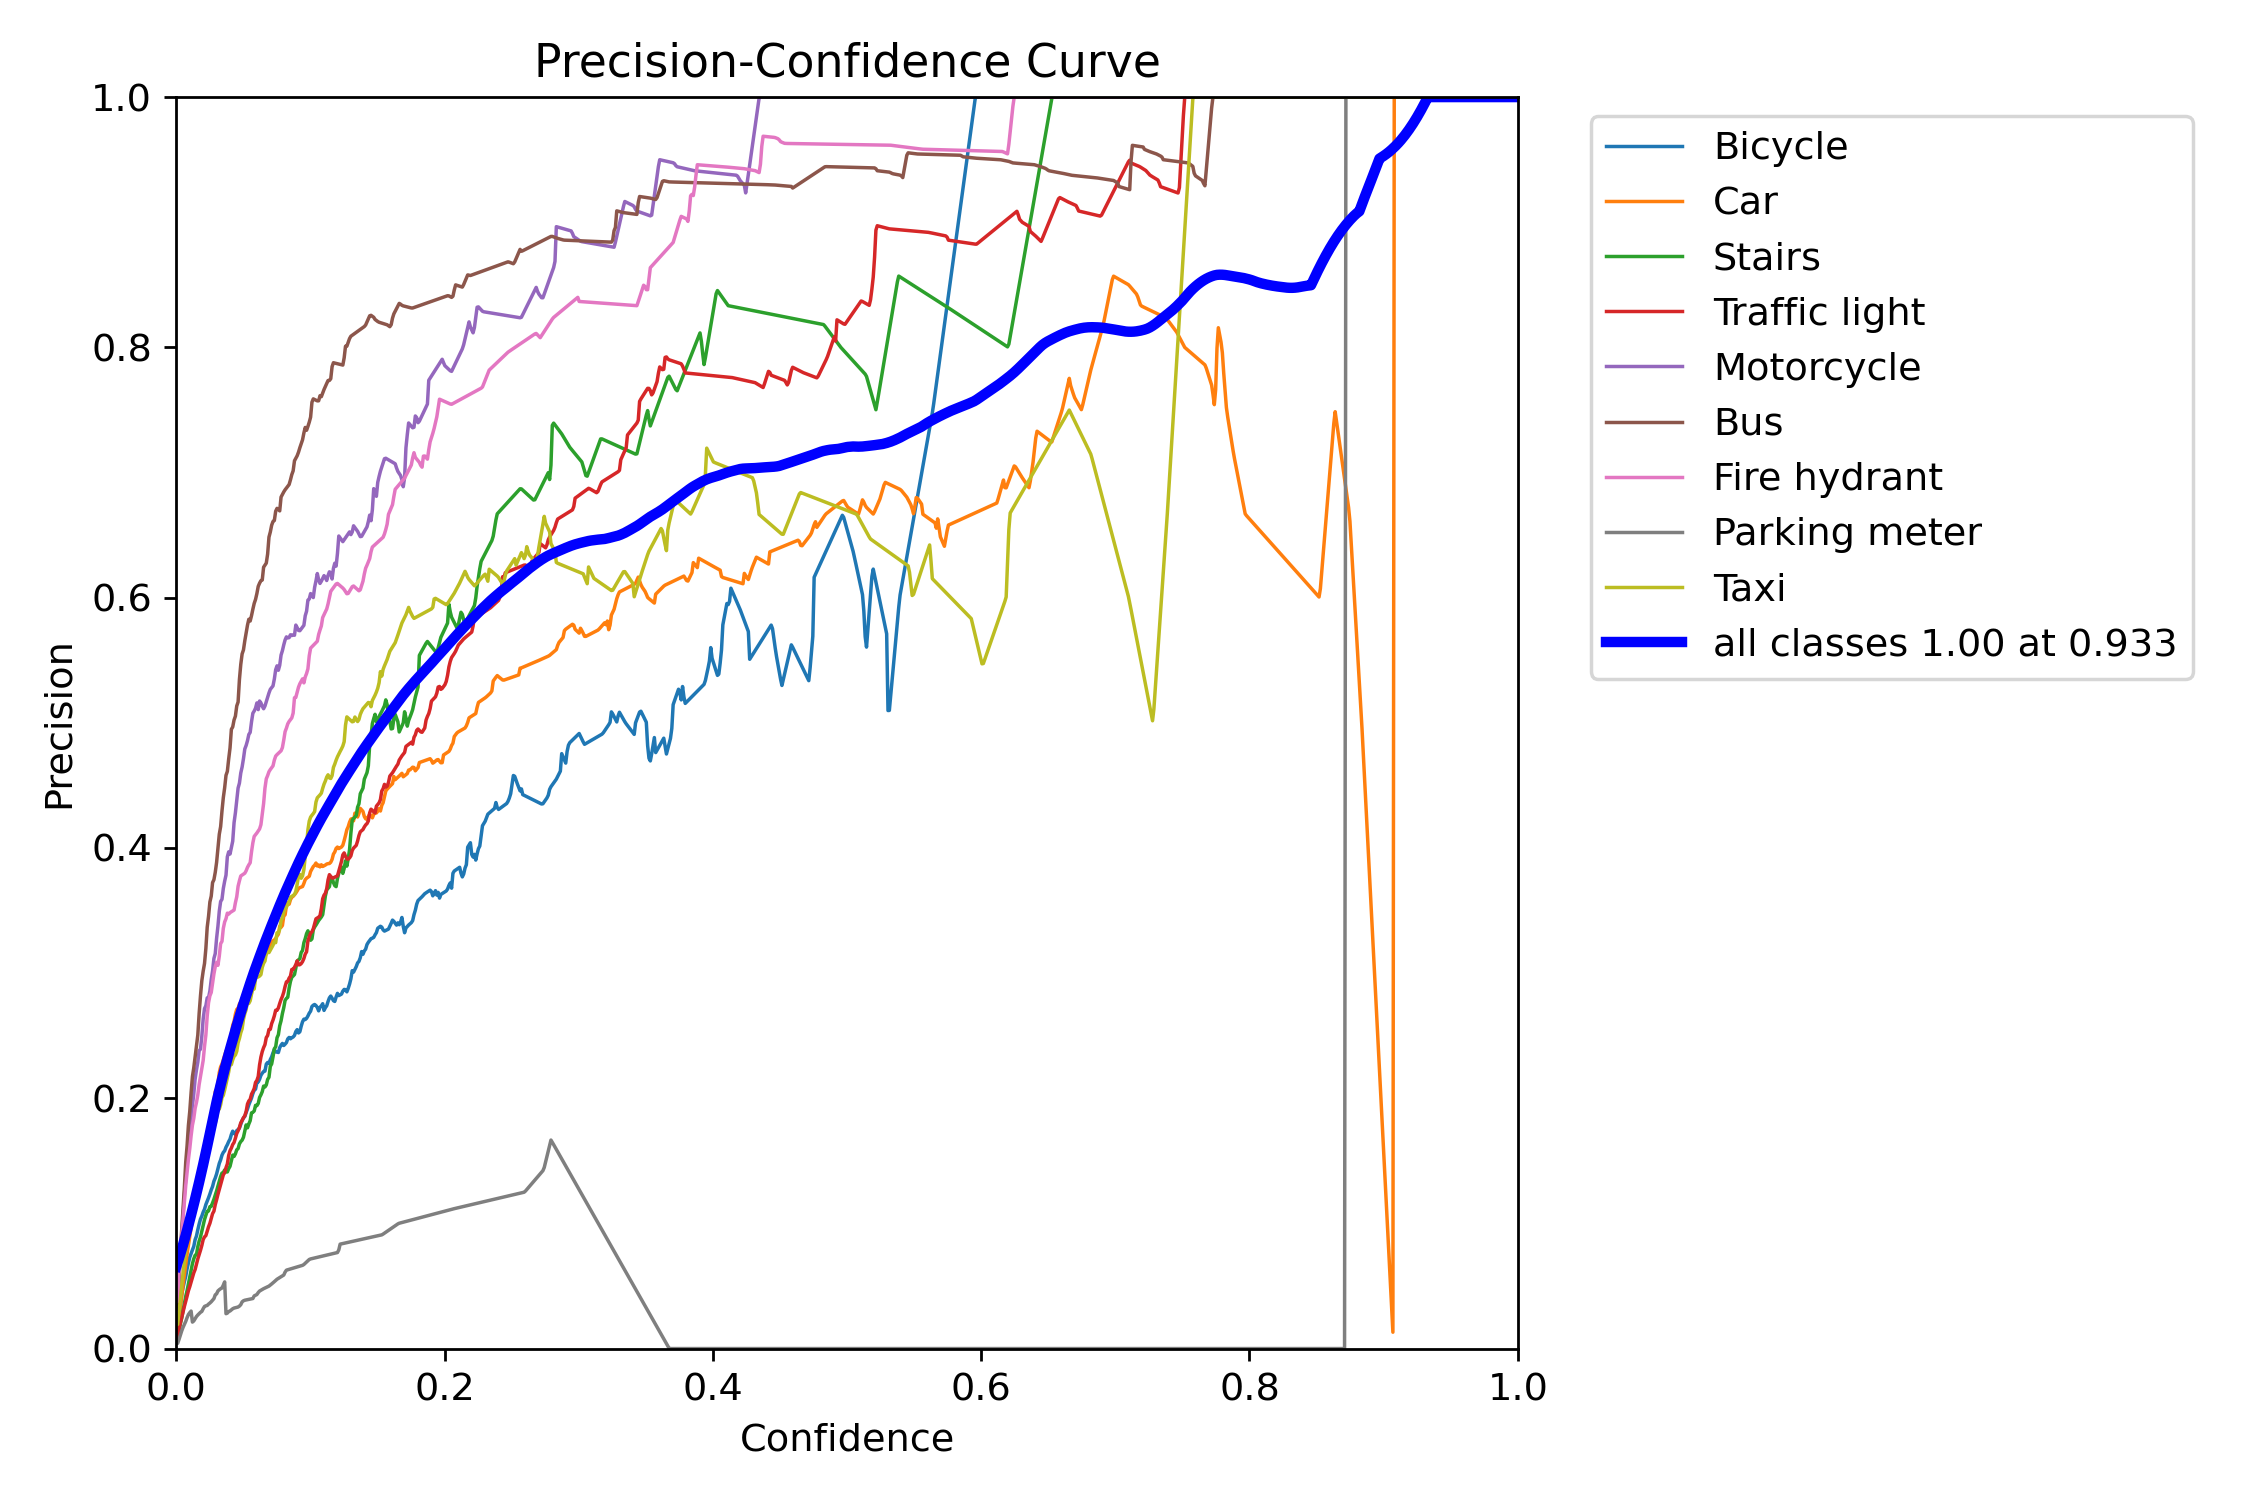 Precision-Confidence Curve
1.0
0.8
0.6
0.4
0.2
0.0
Precision
0.0 0.2 0.4 0.6 0.8 1.0
Confidence
Bicycle
Car
Stairs
Traffic light
Motorcycle
Bus
Fire hydrant
Parking meter
Taxi
all classes 1.00 at 0.933